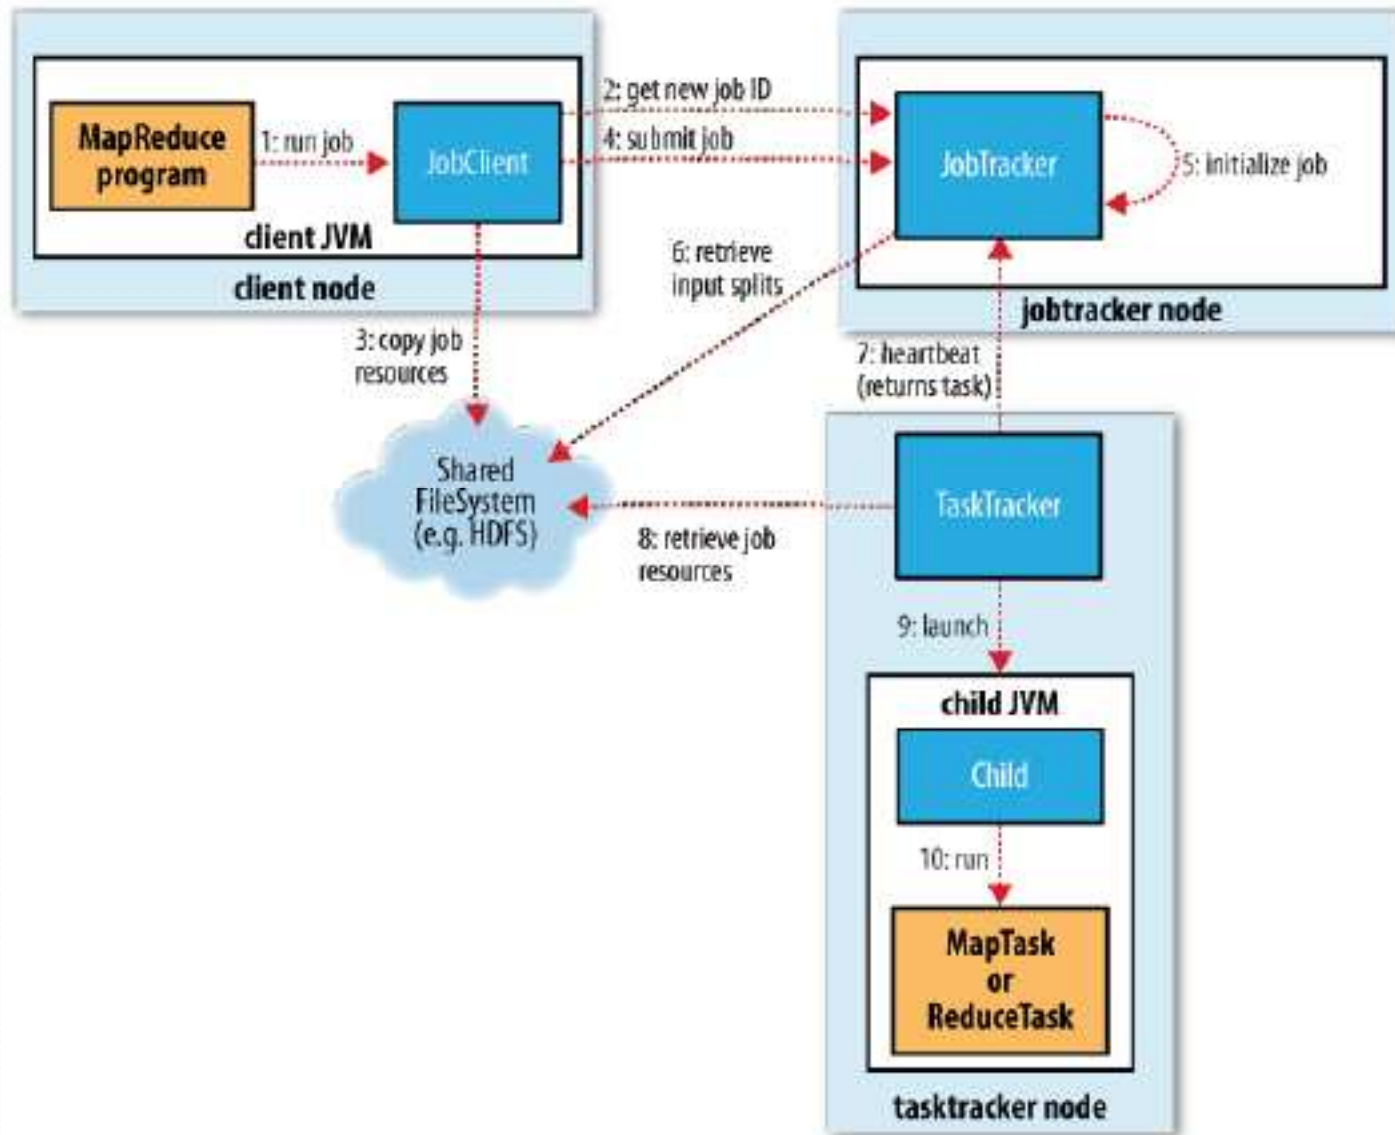 MapReduce
program
1: run job
JobClient
client JVM
client node
2: get new job ID
4: submit job
JobTracker
5: initialize job
jobtracker node
3: copy job
resources
6: retrieve
input splits
7: heartbeat
(returns task)
Shared
FileSystem
(e.g. HDFS)
8: retrieve job
resources
TaskTracker
9: launch
child JVM
Child
10: run
MapTask
or
ReduceTask
tasktracker node